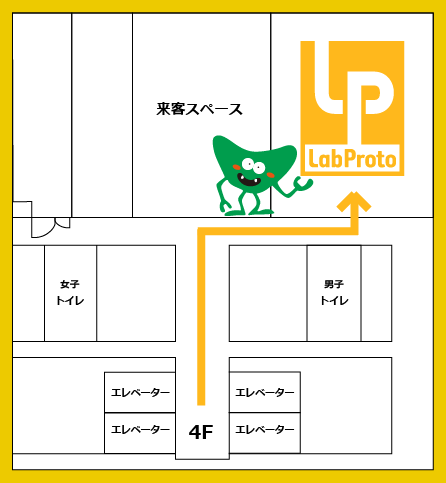 来客スペース
LP
LabProto
女子
トイレ
男子
トイレ
エレベーター
エレベーター
エレベーター
エレベーター
4F